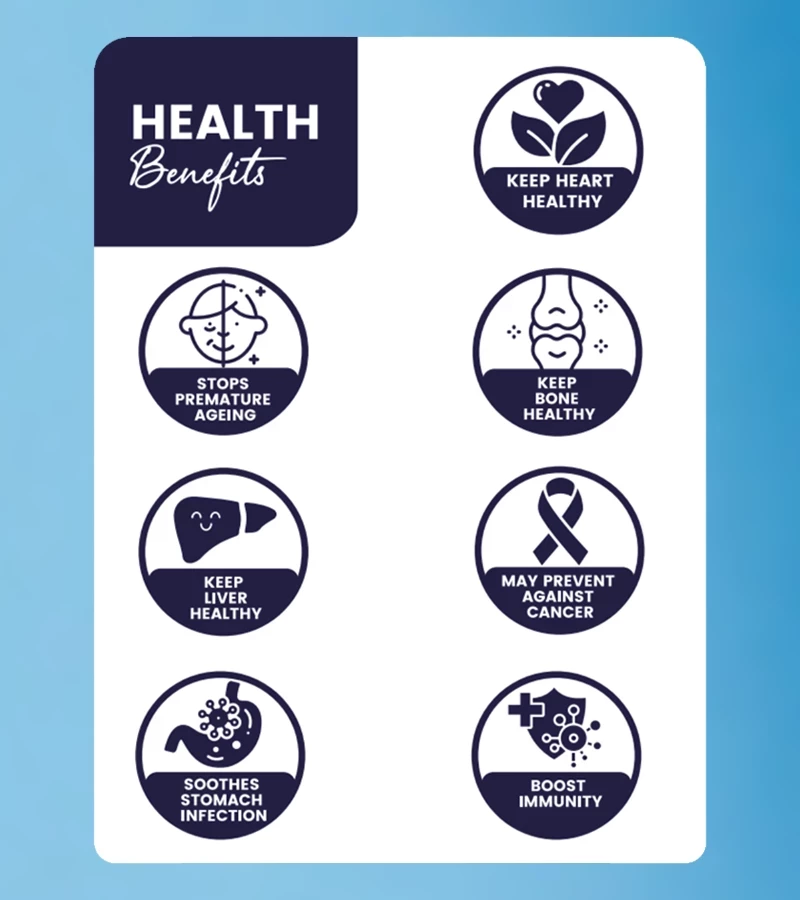 HEALTH
Benefits
KEEP HEART
HEALTHY
STOPS
PREMATURE
AGEING
KEEP
BONE
HEALTHY
KEEP
LIVER
HEALTHY
MAY PREVENT
AGAINST
CANCER
SOOTHES
STOMACH
INFECTION
BOOST
IMMUNITY